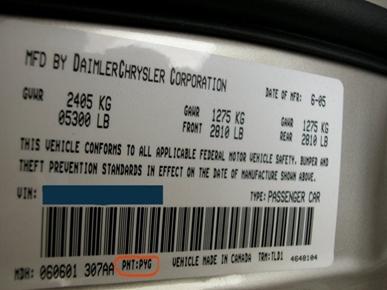 MFD BY DAIMLERCHRYSLER CORPORATION DATE OF MFR: 6-05
GVWR 2405 KG GAWR 1275 KG GAWR 1275 KG
05300 LB FRONT 2810 LB REAR 2810 LB
THIS VEHICLE CONFORMS TO ALL APPLICABLE FEDERAL MOTOR VEHICLE SAFETY, BUMPER AND
THEFT PREVENTION STANDARDS IN EFFECT ON THE DATE OF MANUFACTURE SHOWN ABOVE.
VIN: TYPE: PASSENGER CAR
MDH: 060601 307AA PNT:PYG VEHICLE MADE IN CANADA TRM:TLD1 4648104